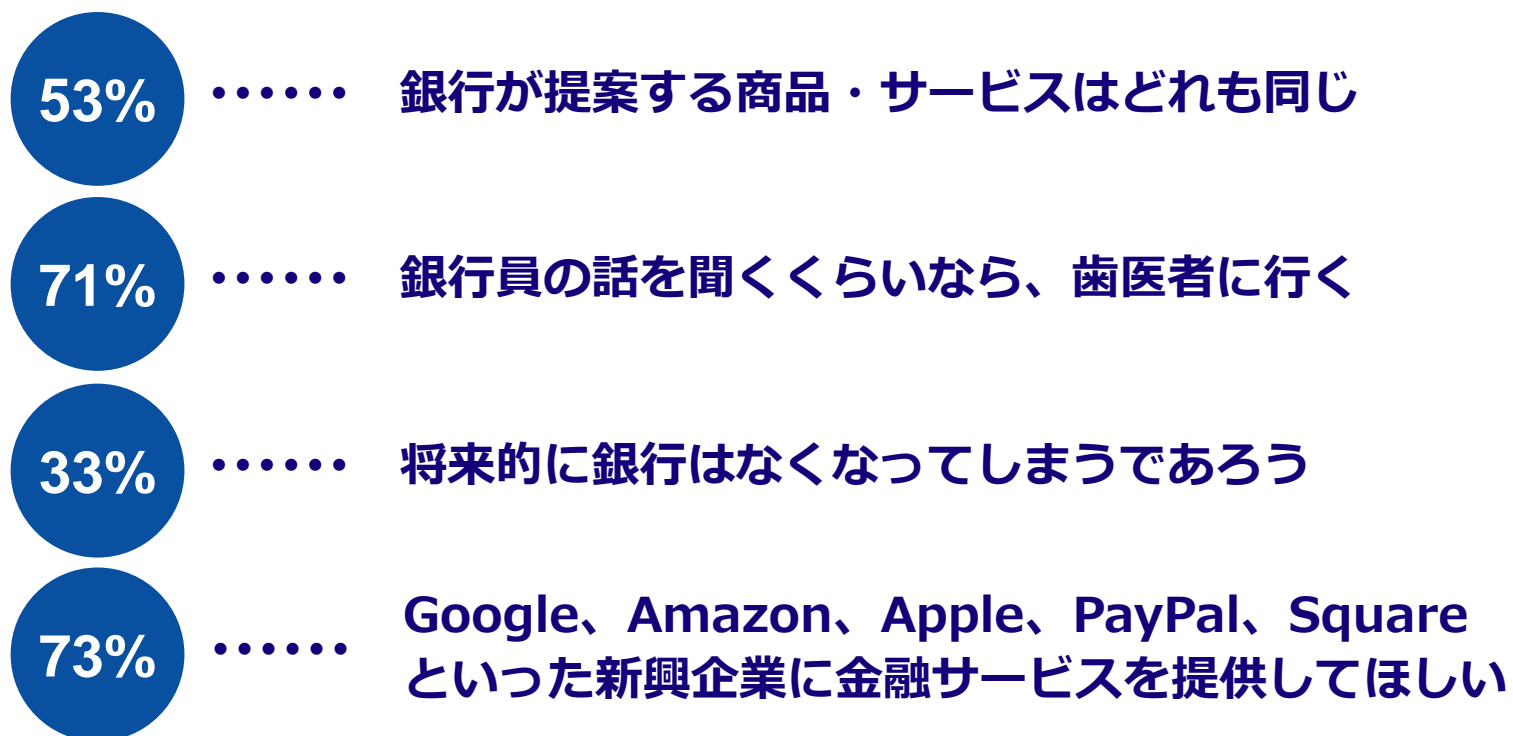 53% ・・・・・・ 銀行が提案する商品・サービスはどれも同じ
71% ・・・・・・ 銀行員の話を聞くくらいなら、歯医者に行く
33% ・・・・・・ 将来的に銀行はなくなってしまうであろう
73% ・・・・・・ Google、Amazon、Apple、PayPal、Square
といった新興企業に金融サービスを提供してほしい